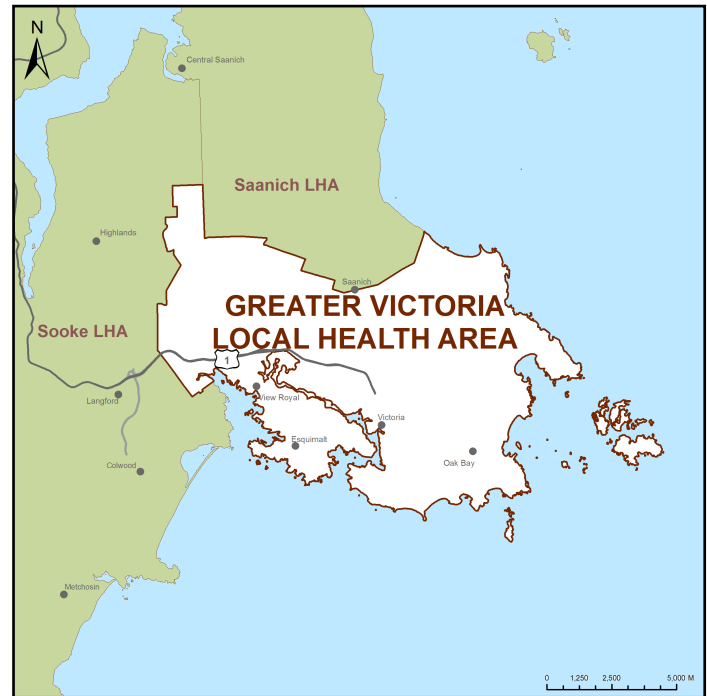 N
Central Saanich
Saanich LHA
Highlands
Saanich
GREATER VICTORIA
LOCAL HEALTH AREA
Sooke LHA
1
View Royal
Langford
Victoria
Esquimalt
Oak Bay
Colwood
Metchosin
0 1,250 2,500 5,000 M